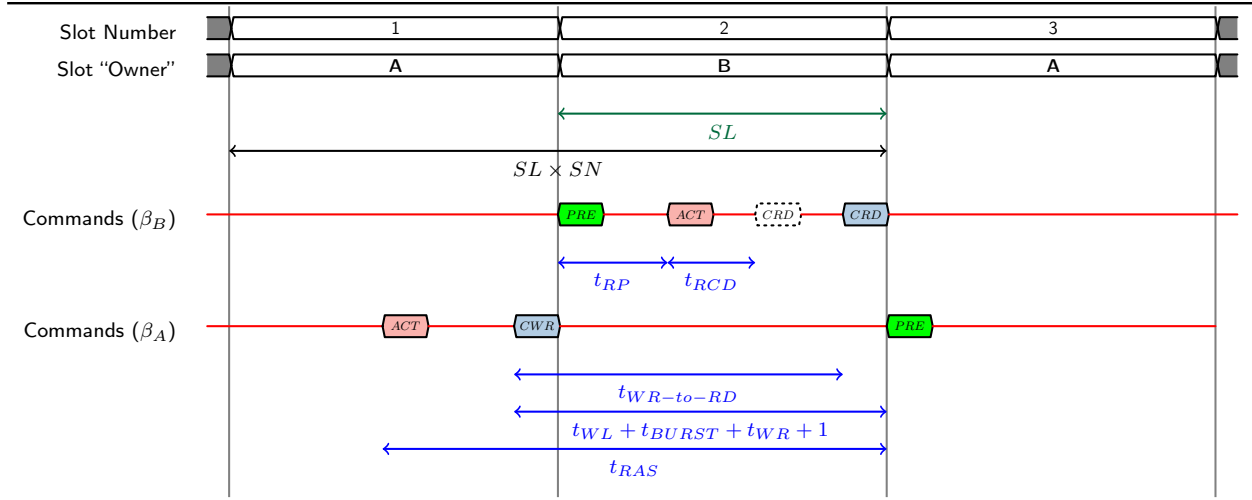 Slot Number 1 2 3
Slot “Owner” A B A
SL
SL × SN
Commands (β_B) PRE ACT CRD CRD
t_RP t_RCD
Commands (β_A) ACT CWR PRE
t_WR−to−RD
t_WL + t_BURST + t_WR + 1
t_RAS